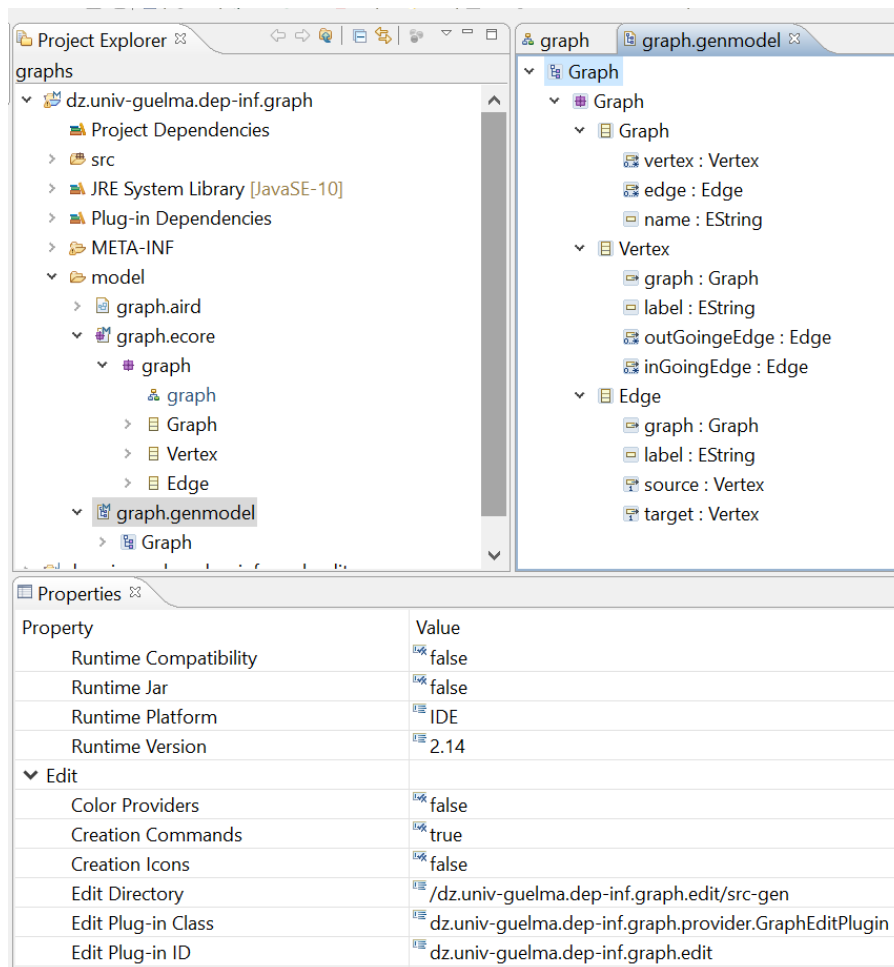 Project Explorer
graphs
dz.univ-guelma.dep-inf.graph
Project Dependencies
src
JRE System Library [JavaSE-10]
Plug-in Dependencies
META-INF
model
graph.aird
graph.ecore
graph
graph
Graph
Vertex
Edge
graph.genmodel
Graph
graph
graph.genmodel
Graph
Graph
Graph
vertex : Vertex
edge : Edge
name : EString
Vertex
graph : Graph
label : EString
outGoingeEdge : Edge
inGoingEdge : Edge
Edge
graph : Graph
label : EString
source : Vertex
target : Vertex
Properties
Property Value
Runtime Compatibility false
Runtime Jar false
Runtime Platform IDE
Runtime Version 2.14
Edit
Color Providers false
Creation Commands true
Creation Icons false
Edit Directory /dz.univ-guelma.dep-inf.graph.edit/src-gen
Edit Plug-in Class dz.univ-guelma.dep-inf.graph.provider.GraphEditPlugin
Edit Plug-in ID dz.univ-guelma.dep-inf.graph.edit